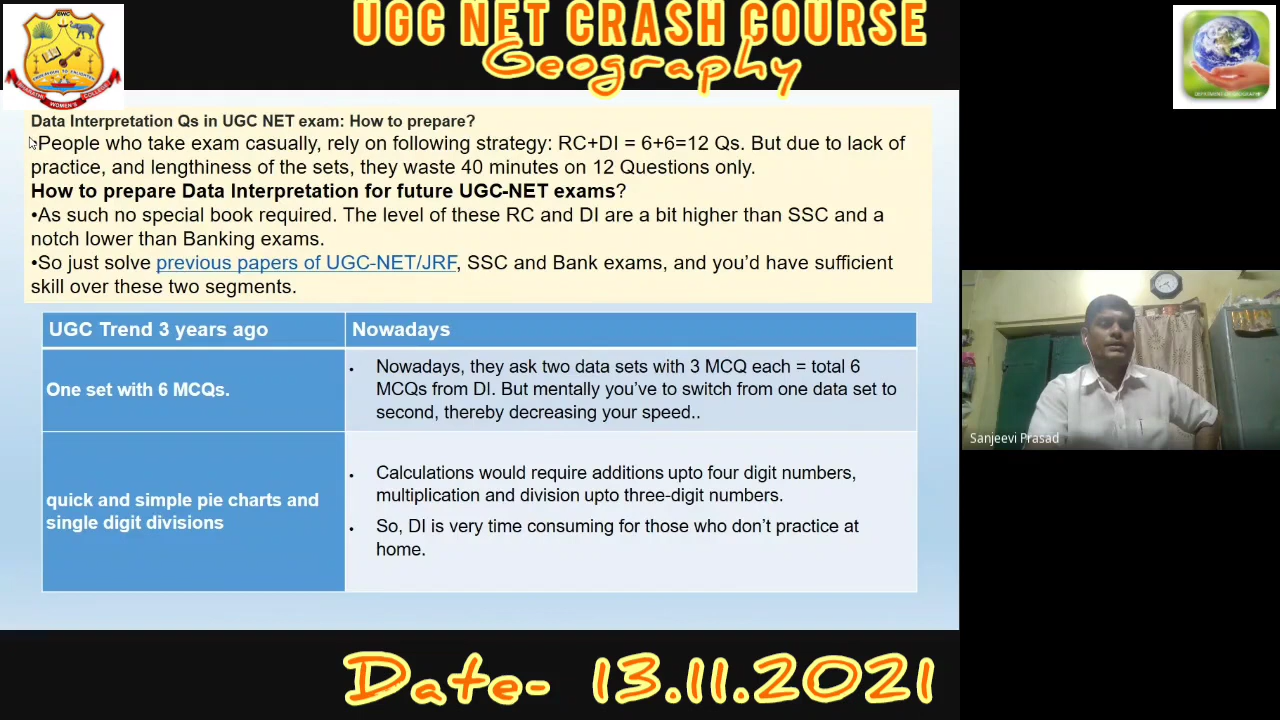 UGC NET CRASH COURSE
Geography
Data Interpretation Qs in UGC NET exam: How to prepare?
•People who take exam casually, rely on following strategy: RC+DI = 6+6=12 Qs. But due to lack of
practice, and lengthiness of the sets, they waste 40 minutes on 12 Questions only.
How to prepare Data Interpretation for future UGC-NET exams?
•As such no special book required. The level of these RC and DI are a bit higher than SSC and a
notch lower than Banking exams.
•So just solve previous papers of UGC-NET/JRF, SSC and Bank exams, and you’d have sufficient
skill over these two segments.
UGC Trend 3 years ago
Nowadays
One set with 6 MCQs.
• Nowadays, they ask two data sets with 3 MCQ each = total 6
MCQs from DI. But mentally you’ve to switch from one data set to
second, thereby decreasing your speed..
quick and simple pie charts and
single digit divisions
• Calculations would require additions upto four digit numbers,
multiplication and division upto three-digit numbers.
• So, DI is very time consuming for those who don’t practice at
home.
Sanjeevi Prasad
Date- 13.11.2021